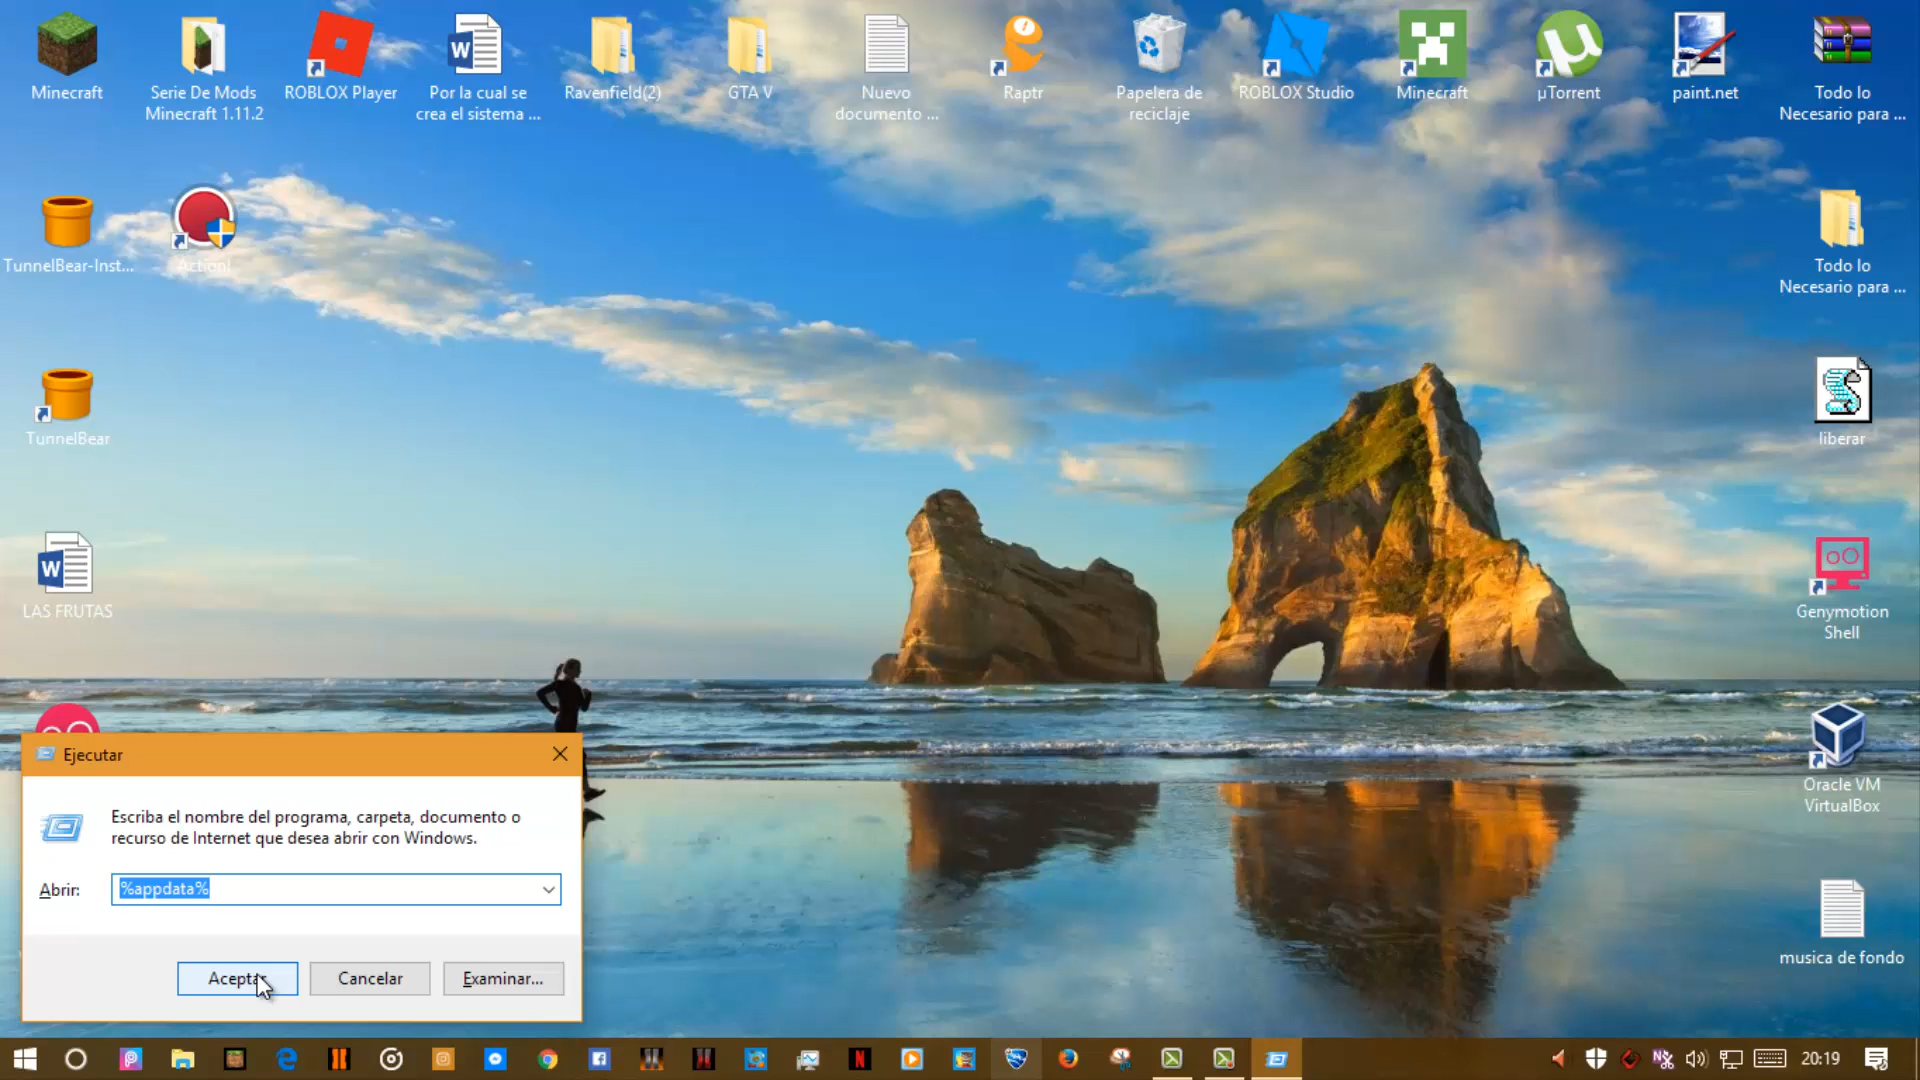 Minecraft
Serie De Mods
Minecraft 1.11.2
ROBLOX Player
Por la cual se
crea el sistema ...
Ravenfield(2)
GTA V
Nuevo
documento ...
Raptr
Papelera de
reciclaje
ROBLOX Studio
Minecraft
µTorrent
paint.net
Todo lo
Necesario para ...
TunnelBear-Inst...
Action!
Todo lo
Necesario para ...
TunnelBear
liberar
LAS FRUTAS
Genymotion
Shell
Oracle VM
VirtualBox
musica de fondo
Ejecutar
Escriba el nombre del programa, carpeta, documento o
recurso de Internet que desea abrir con Windows.
Abrir:
%appdata%
Aceptar
Cancelar
Examinar...
20:19